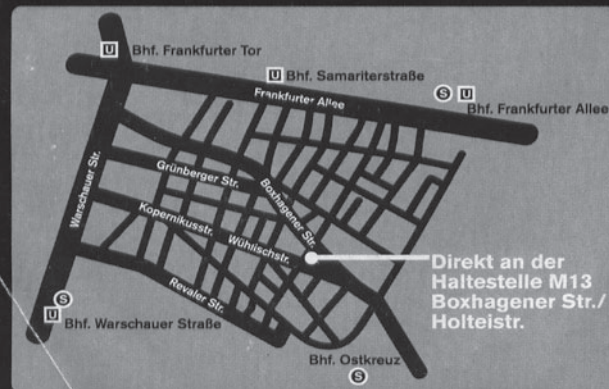 U Bhf. Frankfurter Tor
U Bhf. Samariterstraße
Frankfurter Allee
S U
Bhf. Frankfurter Allee
Warschauer Str.
Grünberger Str.
Boxhagener Str.
Kopernikusstr.
Wühlischstr.
Revaler Str.
Direkt an der
Haltestelle M13
Boxhagener Str./
Holteistr.
S
U Bhf. Warschauer Straße
Bhf. Ostkreuz
S